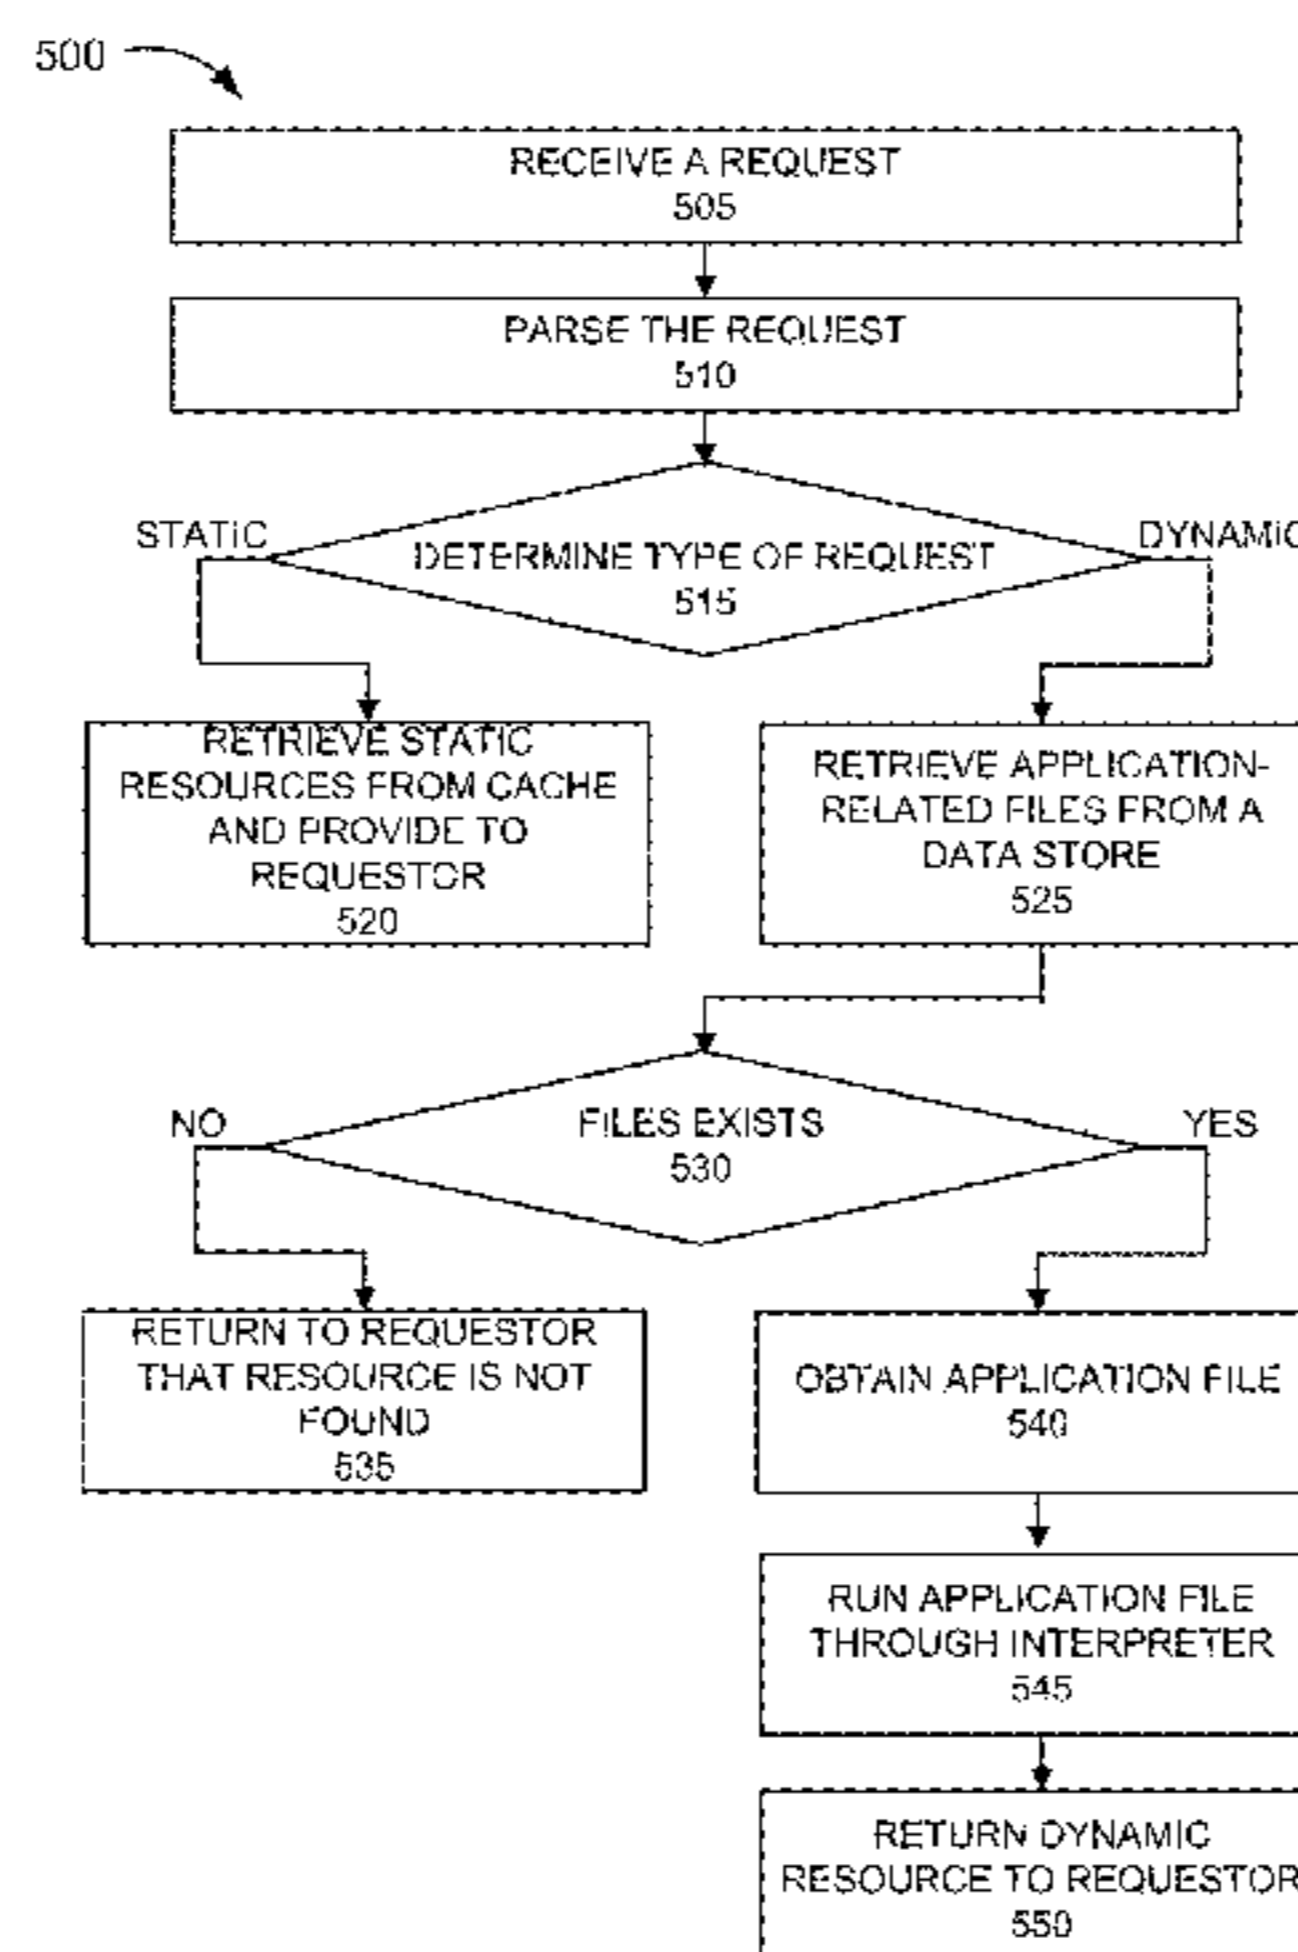 500
RECEIVE A REQUEST
505
PARSE THE REQUEST
510
STATIC
DYNAMIC
DETERMINE TYPE OF REQUEST
515
RETRIEVE STATIC
RESOURCES FROM CACHE
AND PROVIDE TO
REQUESTOR
520
RETRIEVE APPLICATION-
RELATED FILES FROM A
DATA STORE
525
NO
FILES EXISTS
530
YES
RETURN TO REQUESTOR
THAT RESOURCE IS NOT
FOUND
535
OBTAIN APPLICATION FILE
540
RUN APPLICATION FILE
THROUGH INTERPRETER
545
RETURN DYNAMIC
RESOURCE TO REQUESTOR
550